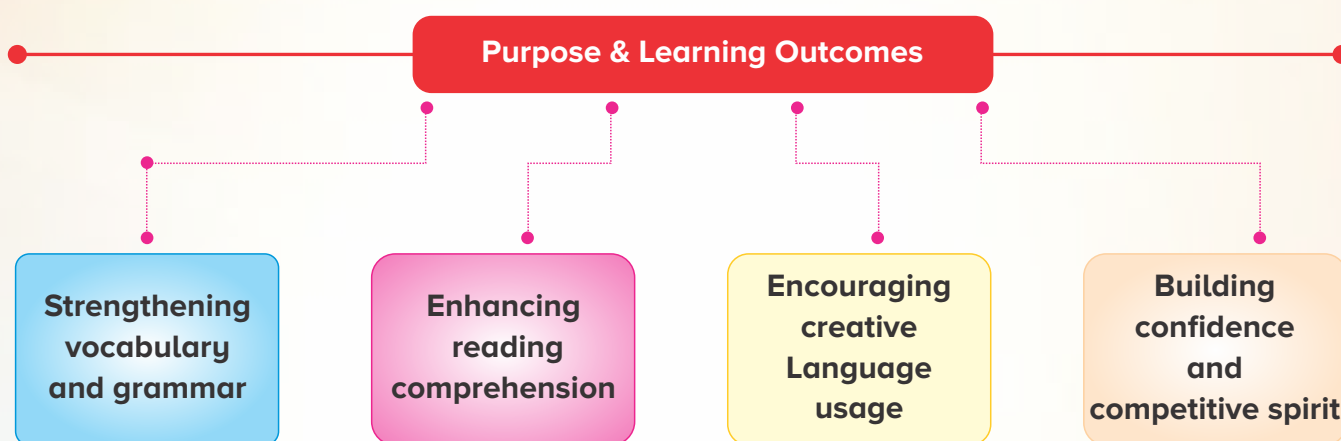 Purpose & Learning Outcomes
Strengthening
vocabulary
and grammar
Enhancing
reading
comprehension
Encouraging
creative
Language
usage
Building
confidence
and
competitive spirit